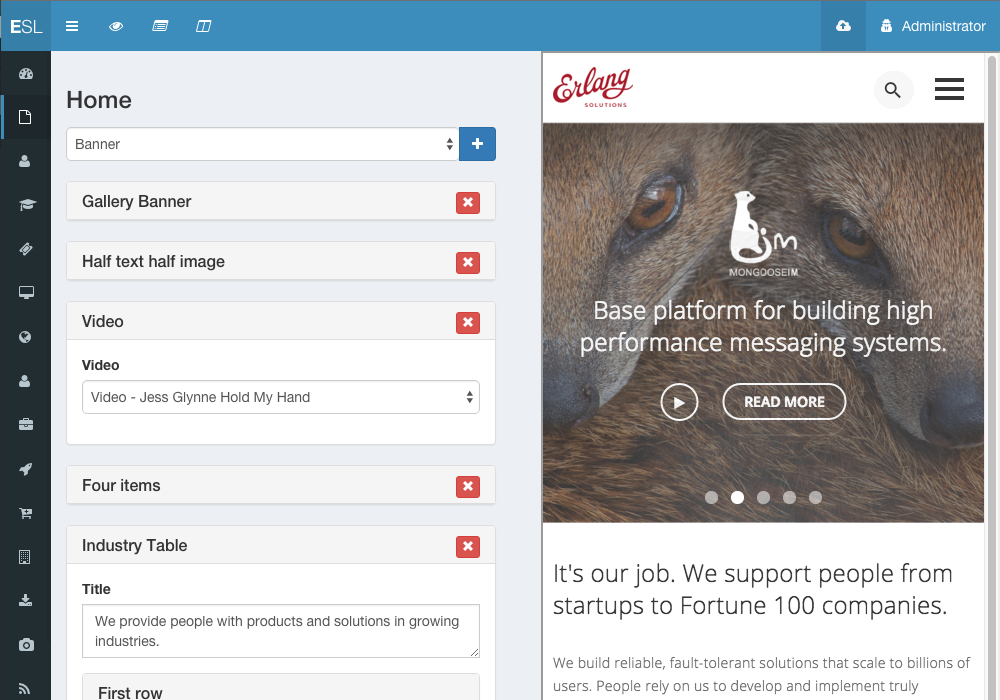 ESL
Administrator
Home
Banner
Gallery Banner
Half text half image
Video
Video
Video - Jess Glynne Hold My Hand
Four items
Industry Table
Title
We provide people with products and solutions in growing
industries.
First row
Erlang
SOLUTIONS
MONGOOSEIM
Base platform for building high
performance messaging systems.
READ MORE
It's our job. We support people from
startups to Fortune 100 companies.
We build reliable, fault-tolerant solutions that scale to billions of
users. People rely on us to develop and implement truly